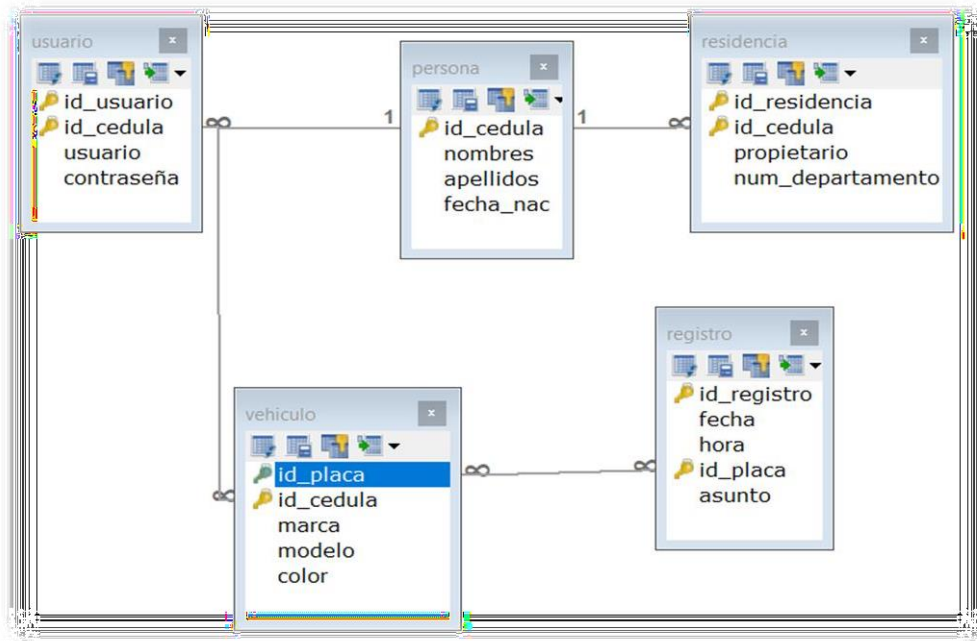 usuario
id_usuario
id_cedula
usuario
contraseña
persona
id_cedula
nombres
apellidos
fecha_nac
residencia
id_residencia
id_cedula
propietario
num_departamento
1
1
∞
∞
vehiculo
id_placa
id_cedula
marca
modelo
color
∞
∞
∞
registro
id_registro
fecha
hora
id_placa
asunto